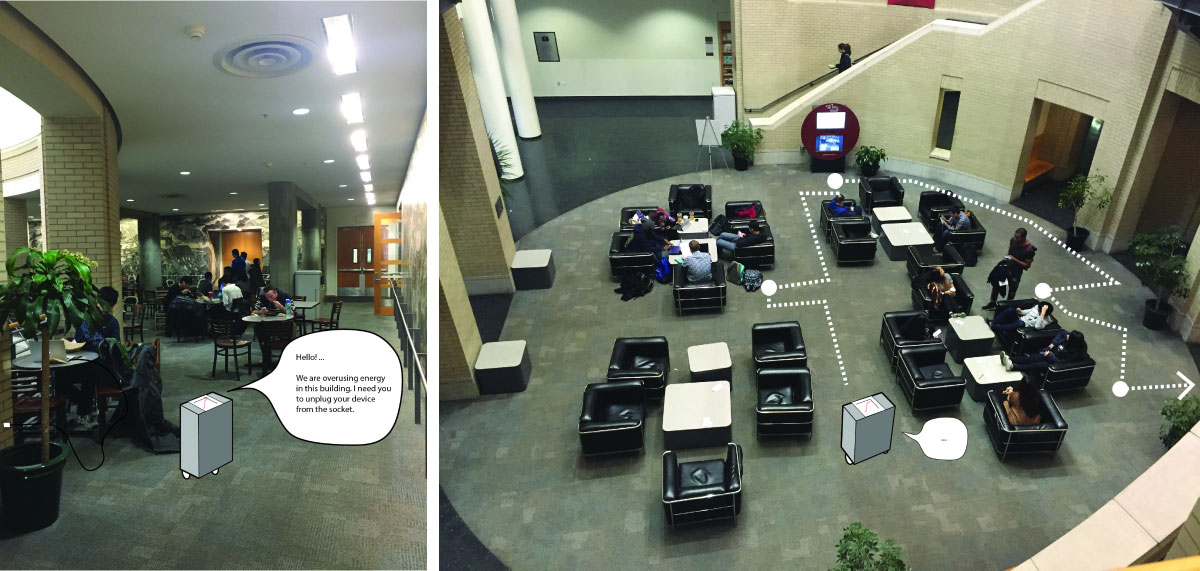 Hello! ...
We are overusing energy
in this building. I need you
to unplug your device
from the socket.